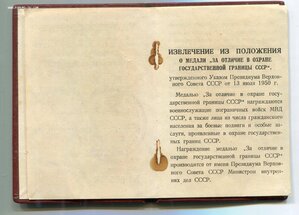 ИЗВЛЕЧЕНИЕ ИЗ ПОЛОЖЕНИЯ
О МЕДАЛИ „ЗА ОТЛИЧИЕ В ОХРАНЕ
ГОСУДАРСТВЕННОЙ ГРАНИЦЫ СССР“,
утвержденного Указом Президиума Верхов-
ного Совета СССР от 13 июля 1950 г.
Медалью „За отличие в охране госу-
дарственной границы СССР“ награждаются
военнослужащие пограничных войск МВД
СССР, а также лица из числа гражданского
населения за боевые подвиги и особые за-
слуги, проявленные в охране государствен-
ных границ СССР.
Награждение медалью „За отличие в
охране государственной границы СССР“
производится от имени Президиума Верхов-
ного Совета СССР Министром внутрен-
них дел СССР.